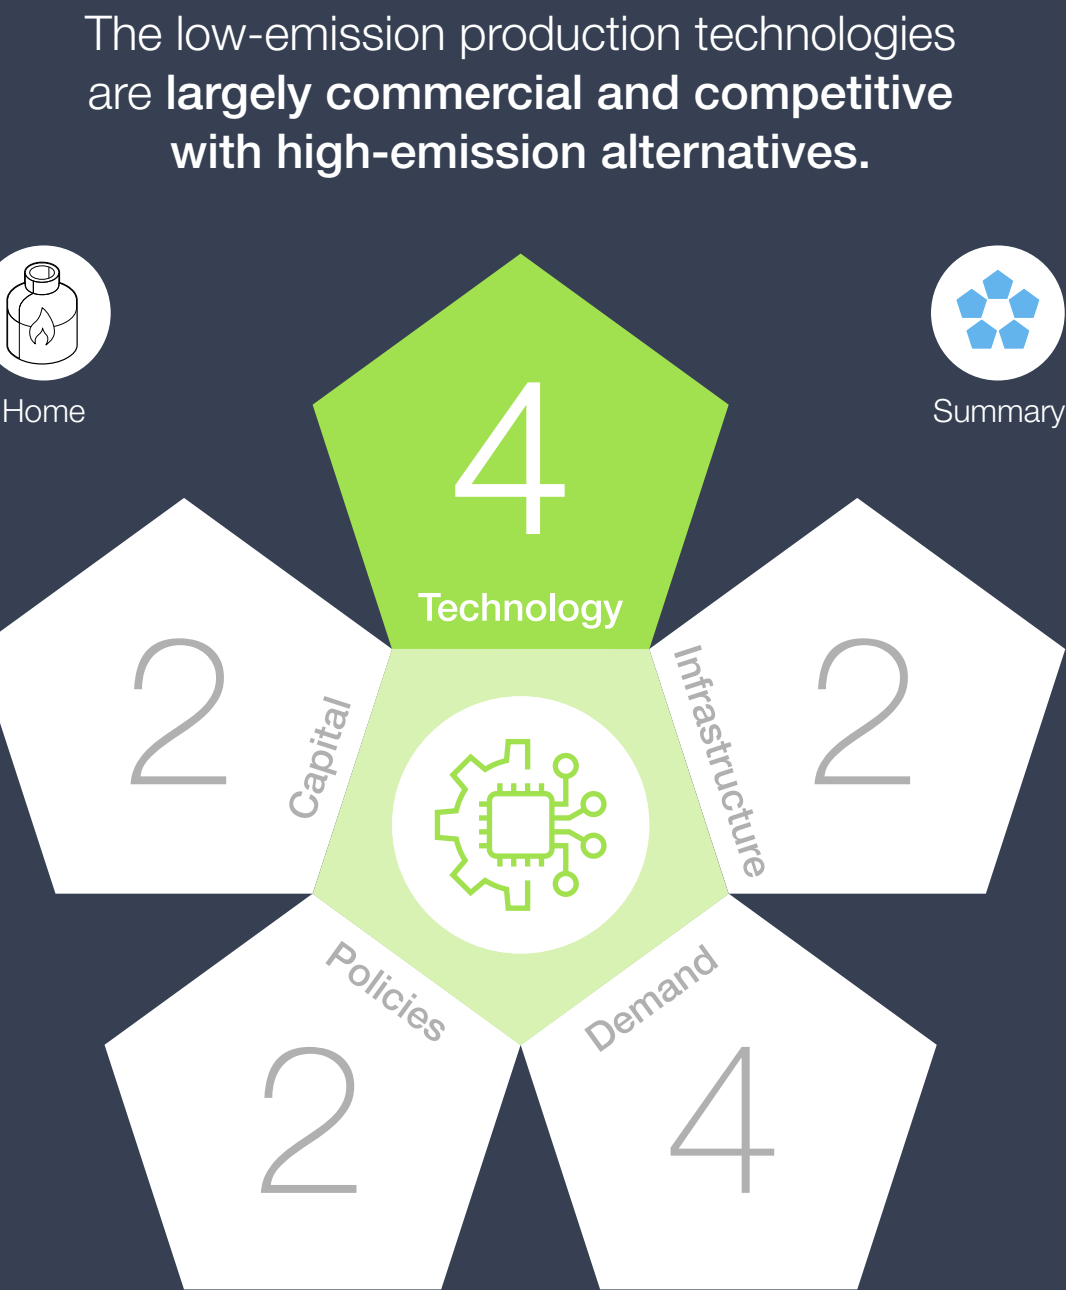 The low-emission production technologies
are largely commercial and competitive
with high-emission alternatives.
Home
Summary
4
Technology
2
Capital
Infrastructure
2
Policies
2
Demand
4